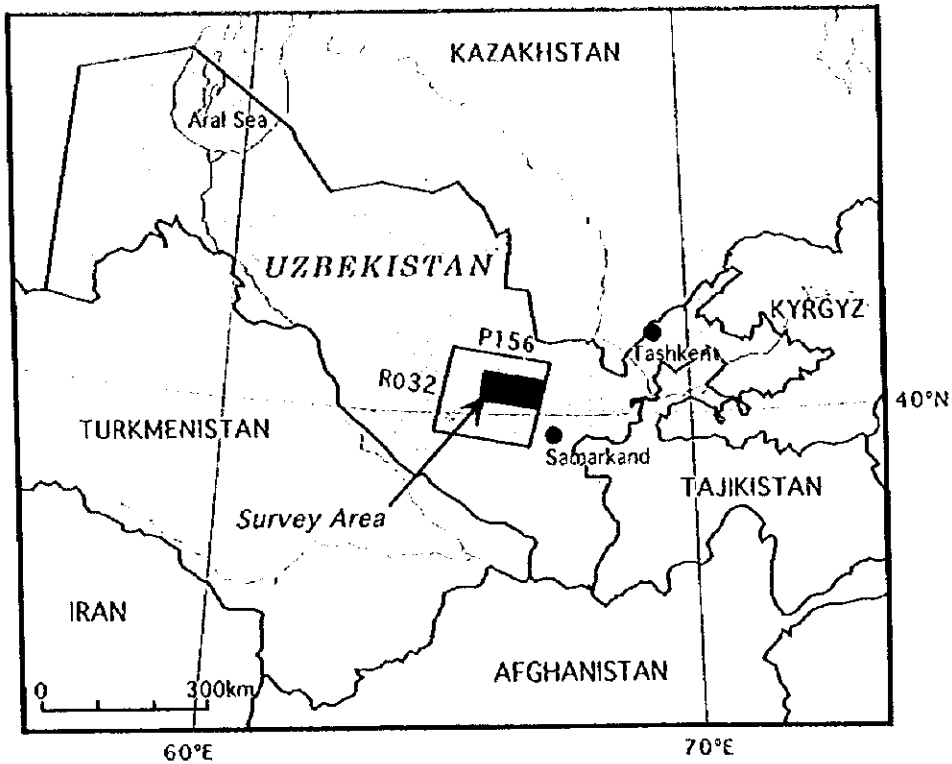 KAZAKHSTAN
Aral Sea
UZBEKISTAN
KYRGYZ
P156
Tashkent
R032
40°N
TURKMENISTAN
Samarkand
TAJIKISTAN
Survey Area
IRAN
AFGHANISTAN
0 300km
60°E 70°E